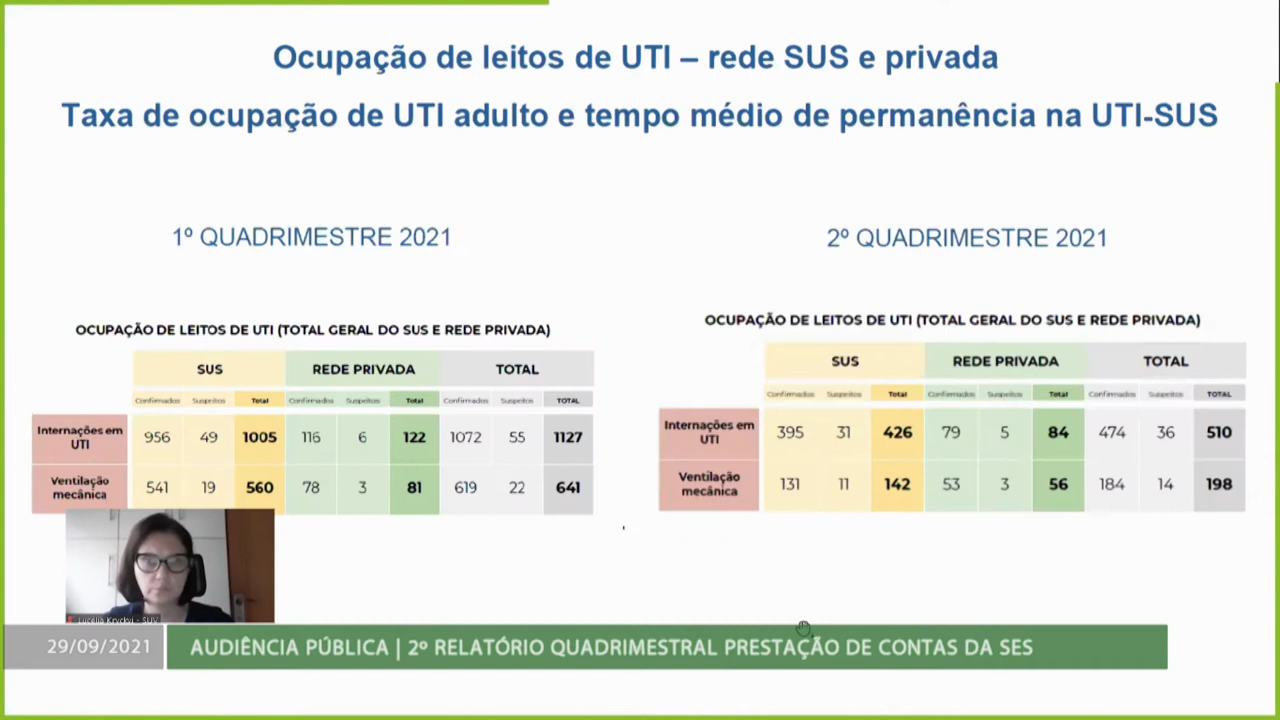 Ocupação de leitos de UTI – rede SUS e privada
Taxa de ocupação de UTI adulto e tempo médio de permanência na UTI-SUS
1º QUADRIMESTRE 2021
OCUPAÇÃO DE LEITOS DE UTI (TOTAL GERAL DO SUS E REDE PRIVADA)
SUS REDE PRIVADA TOTAL
Confirmados Suspeitos Total Confirmados Suspeitos Total Confirmados Suspeitos TOTAL
Internações em UTI 956 49 1005 116 6 122 1072 55 1127
Ventilação mecânica 541 19 560 78 3 81 619 22 641
2º QUADRIMESTRE 2021
OCUPAÇÃO DE LEITOS DE UTI (TOTAL GERAL DO SUS E REDE PRIVADA)
SUS REDE PRIVADA TOTAL
Confirmados Suspeitos Total Confirmados Suspeitos Total Confirmados Suspeitos TOTAL
Internações em UTI 395 31 426 79 5 84 474 36 510
Ventilação mecânica 131 11 142 53 3 56 184 14 198
29/09/2021
AUDIÊNCIA PÚBLICA | 2º RELATÓRIO QUADRIMESTRAL PRESTAÇÃO DE CONTAS DA SES